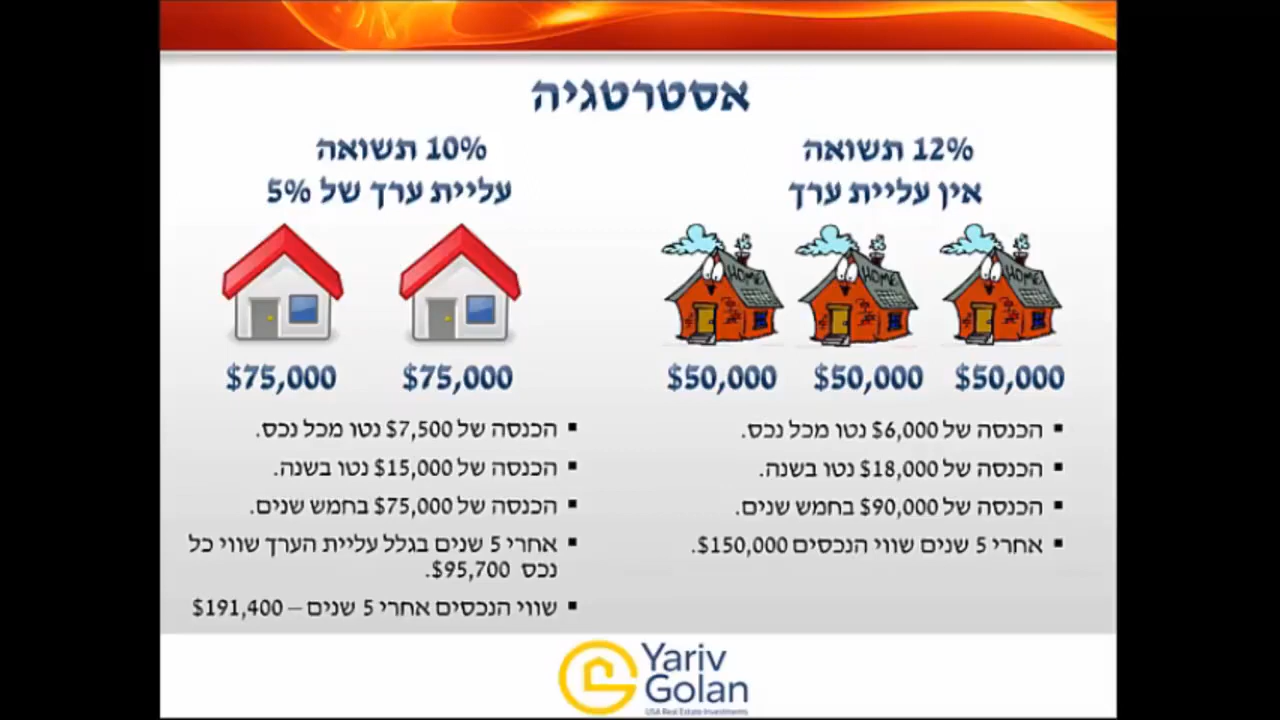 אסטרטגיה
12% תשואה
אין עליית ערך
HOME HOME HOME
$50,000 $50,000 $50,000
▪ הכנסה של $6,000 נטו מכל נכס.
▪ הכנסה של $18,000 נטו בשנה.
▪ הכנסה של $90,000 בחמש שנים.
▪ אחרי 5 שנים שווי הנכסים $150,000.
10% תשואה
עליית ערך של 5%
$75,000 $75,000
▪ הכנסה של $7,500 נטו מכל נכס.
▪ הכנסה של $15,000 נטו בשנה.
▪ הכנסה של $75,000 בחמש שנים.
▪ אחרי 5 שנים בגלל עליית הערך שווי כל
נכס $95,700.
▪ שווי הנכסים אחרי 5 שנים – $191,400
Yariv
Golan
USA Real Estate Investments